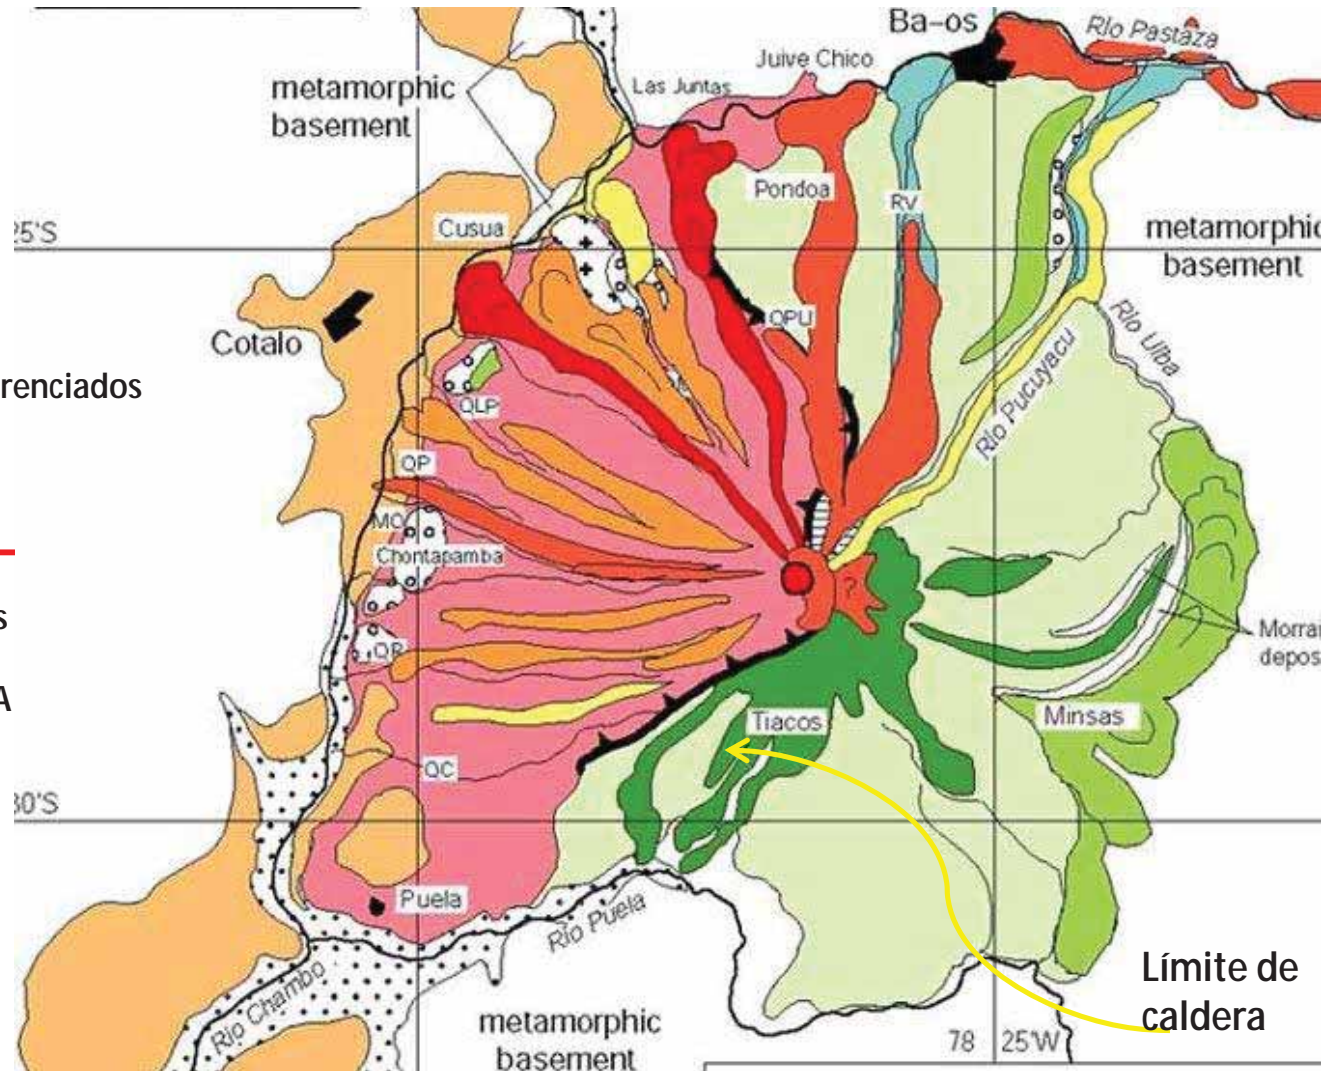 Ba-os
Río Pastaza
Juive Chico
metamorphic
basement
Las Juntas
Pondoa
RV
Cusua
25'S
metamorphic
basement
Cotalo
QPU
Río Ulba
renciados
QLP
Río Pucuyacu
QP
MO
Chontapamba
?
s
QR
Morrai
depos
A
Tiacos
Minsas
QC
30'S
Puela
Río Puela
Límite de
caldera
Río Chambo
metamorphic
basement
78 25'W